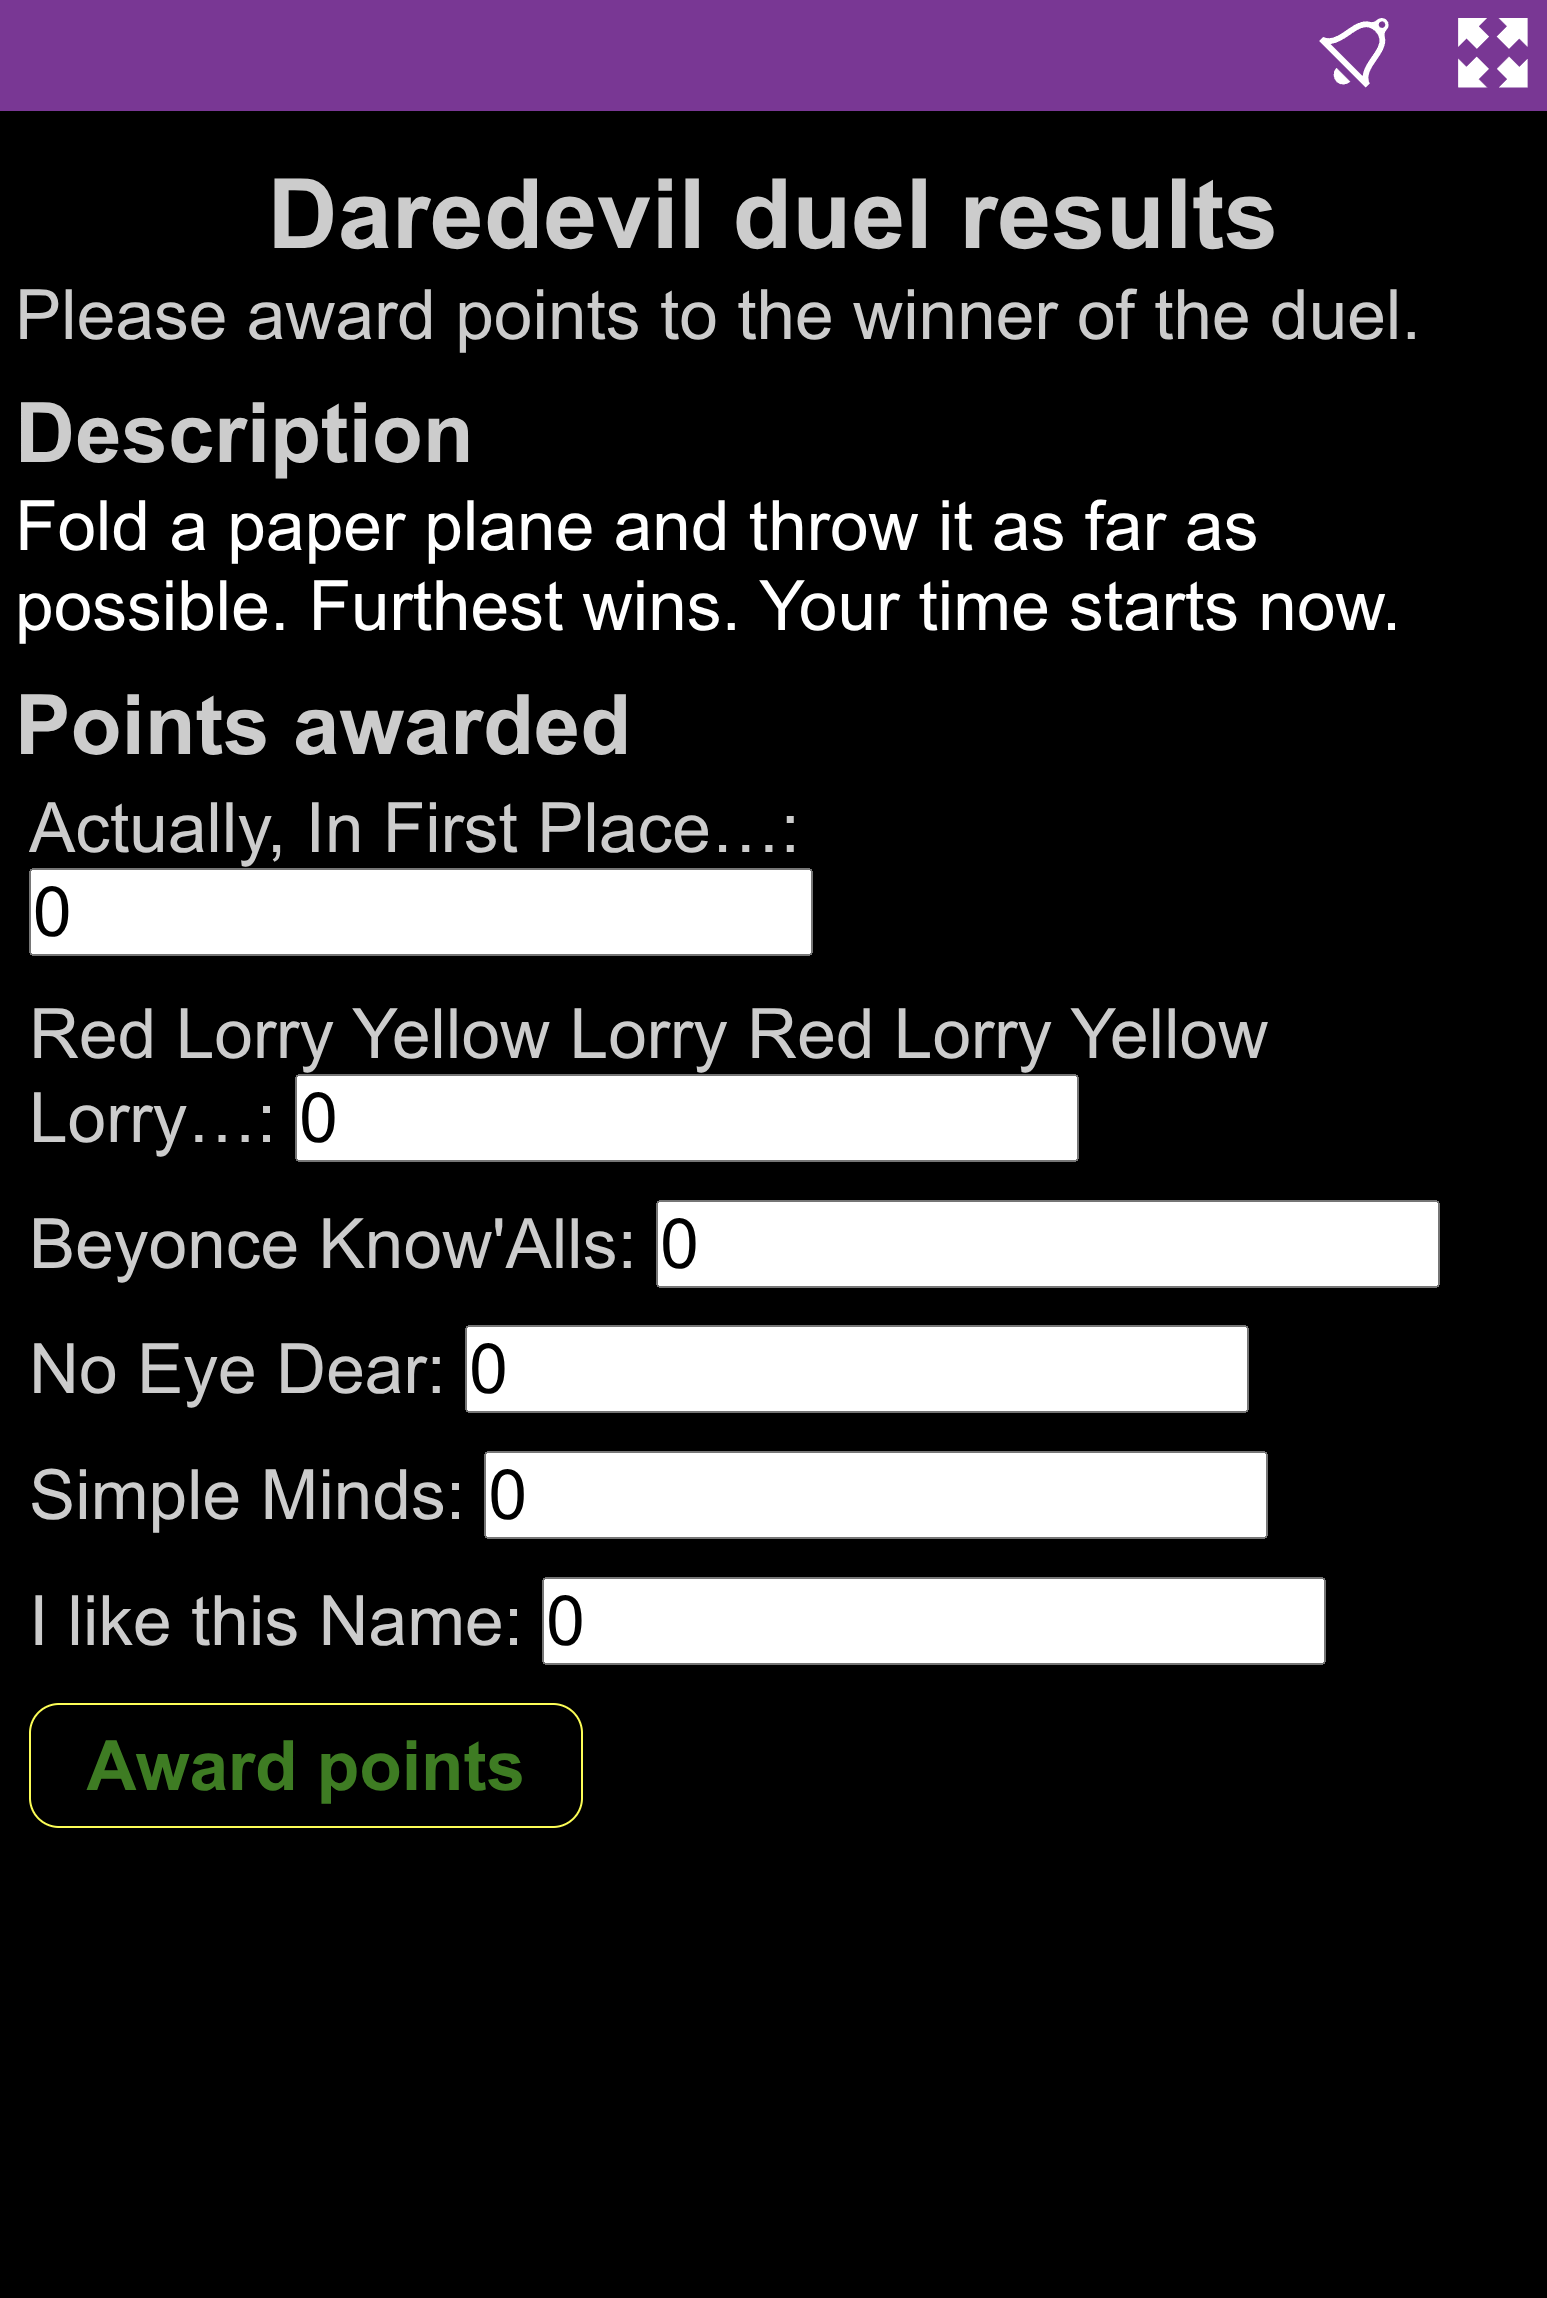 Daredevil duel results
Please award points to the winner of the duel.
Description
Fold a paper plane and throw it as far as
possible. Furthest wins. Your time starts now.
Points awarded
Actually, In First Place…:
0
Red Lorry Yellow Lorry Red Lorry Yellow
Lorry…: 0
Beyonce Know'Alls: 0
No Eye Dear: 0
Simple Minds: 0
I like this Name: 0
Award points